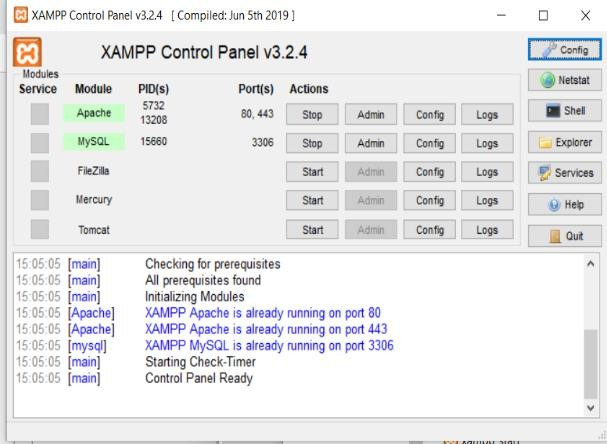 XAMPP Control Panel v3.2.4 [ Compiled: Jun 5th 2019 ]
XAMPP Control Panel v3.2.4
Config
Modules
Netstat
Service Module PID(s) Port(s) Actions
Apache 5732 13208 80, 443 Stop Admin Config Logs
Shell
MySQL 15660 3306 Stop Admin Config Logs
Explorer
FileZilla Start Admin Config Logs
Services
Mercury Start Admin Config Logs
Help
Tomcat Start Admin Config Logs
Quit
15:05:05 [main] Checking for prerequisites
15:05:05 [main] All prerequisites found
15:05:05 [main] Initializing Modules
15:05:05 [Apache] XAMPP Apache is already running on port 80
15:05:05 [Apache] XAMPP Apache is already running on port 443
15:05:05 [mysql] XAMPP MySQL is already running on port 3306
15:05:05 [main] Starting Check-Timer
15:05:05 [main] Control Panel Ready